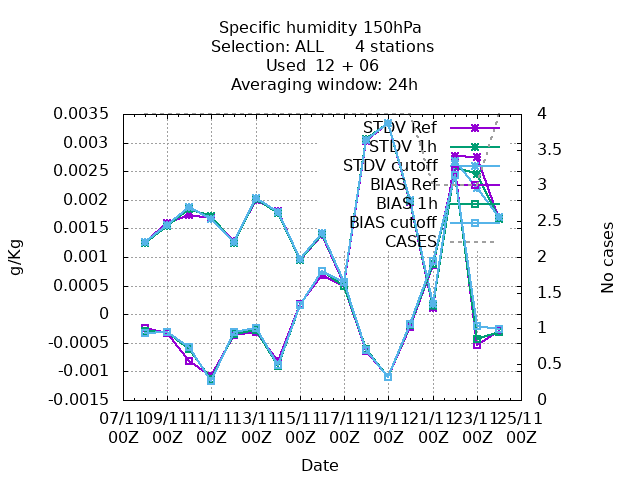 Specific humidity 150hPa
Selection: ALL      4 stations
Used  12 + 06
Averaging window: 24h
0.0035
0.003
0.0025
0.002
0.0015
0.001
0.0005
0
-0.0005
-0.001
-0.0015
g/Kg
STDV Ref
STDV 1h
STDV cutoff
BIAS Ref
BIAS 1h
BIAS cutoff
CASES
4
3.5
3
2.5
2
1.5
1
0.5
0
No cases
07/11 09/11 11/11 13/11 15/11 17/11 19/11 21/11 23/11 25/11
00Z 00Z 00Z 00Z 00Z 00Z 00Z 00Z 00Z 00Z
Date